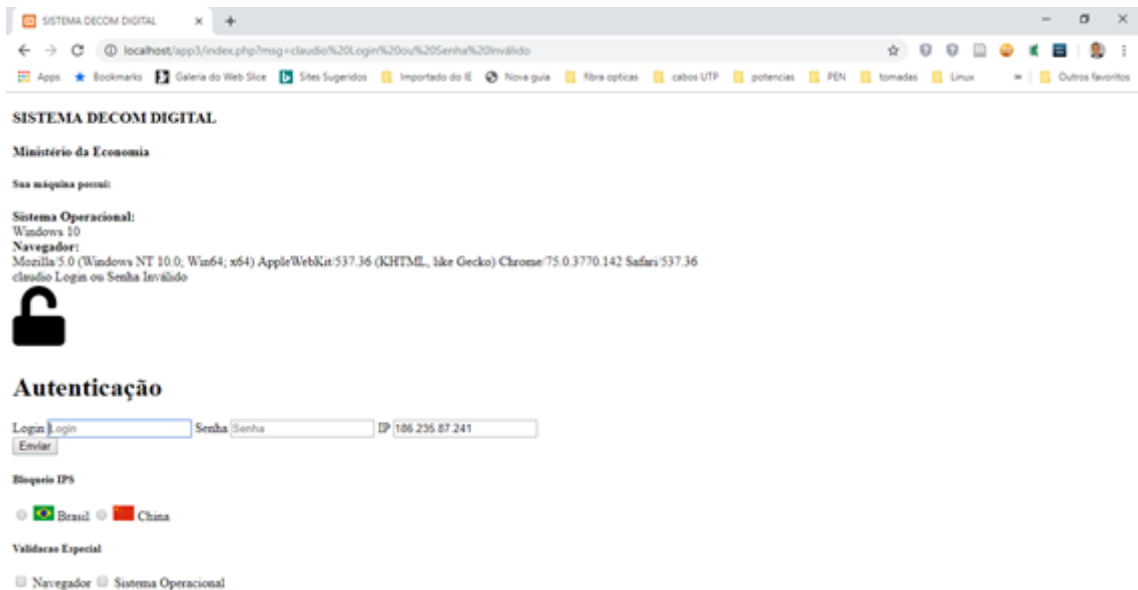 SISTEMA DECOM DIGITAL
localhost/app3/index.php?msg=claudio%20Login%20ou%20Senha%20Inválido
Apps Bookmarks Galeria do Web Slice Sites Sugeridos Importado do IE Nova guia fibra opticas cabos UTP potencias PEN tomadas Linux Outros favoritos
SISTEMA DECOM DIGITAL
Ministério da Economia
Sua máquina possui:
Sistema Operacional:
Windows 10
Navegador:
Mozilla/5.0 (Windows NT 10.0; Win64; x64) AppleWebKit/537.36 (KHTML, like Gecko) Chrome/75.0.3770.142 Safari/537.36
claudio Login ou Senha Inválido
Autenticação
Login Login Senha Senha IP 186.235.87.241
Enviar
Bloqueio IPS
Brasil China
Validacao Especial
Navegador Sistema Operacional